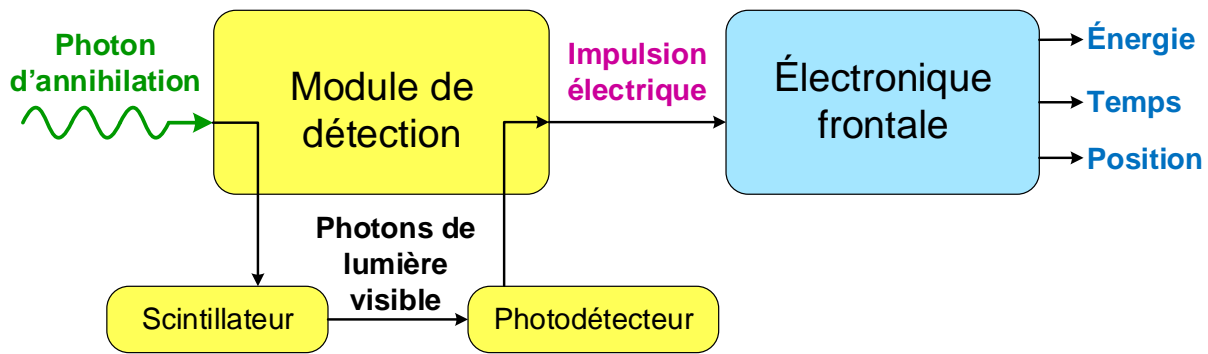 Photon
d'annihilation
Module de
détection
Impulsion
électrique
Électronique
frontale
Énergie
Temps
Position
Photons de
lumière
visible
Scintillateur
Photodétecteur